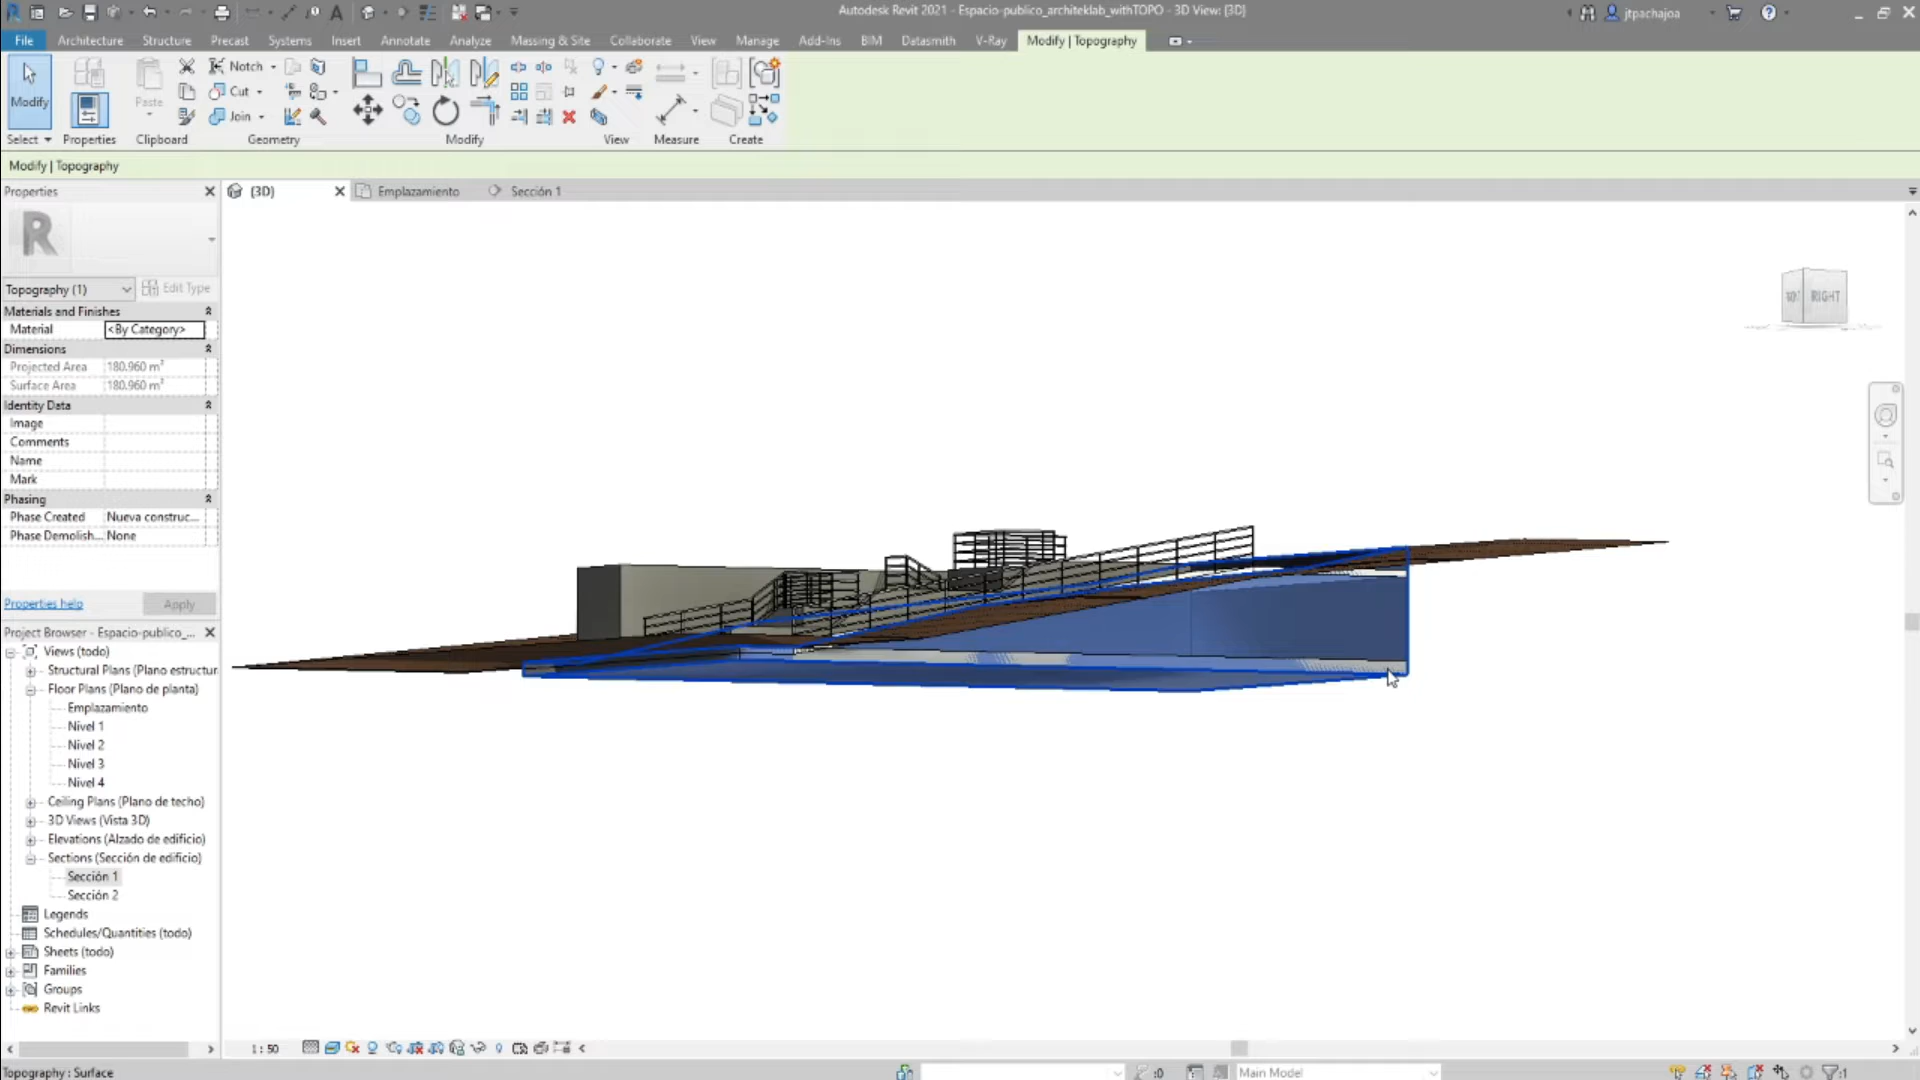 Autodesk Revit 2021 - Espacio-publico_architeklab_withTOPO - 3D View: {3D}
jtpachajoa
File Architecture Structure Precast Systems Insert Annotate Analyze Massing & Site Collaborate View Manage Add-Ins BIM Datasmith V-Ray Modify | Topography
Modify Paste Notch Cut Join
Select Properties Clipboard Geometry Modify View Measure Create
Modify | Topography
Properties
{3D} Emplazamiento Sección 1
R
Topography (1) Edit Type
Materials and Finishes
Material <By Category>
Dimensions
Projected Area 180.960 m²
Surface Area 180.960 m²
Identity Data
Image
Comments
Name
Mark
Phasing
Phase Created Nueva construc...
Phase Demolish... None
Properties help Apply
RIGHT
Project Browser - Espacio-publico_...
Views (todo)
Structural Plans (Plano estructur
Floor Plans (Plano de planta)
Emplazamiento
Nivel 1
Nivel 2
Nivel 3
Nivel 4
Ceiling Plans (Plano de techo)
3D Views (Vista 3D)
Elevations (Alzado de edificio)
Sections (Sección de edificio)
Sección 1
Sección 2
Legends
Schedules/Quantities (todo)
Sheets (todo)
Families
Groups
Revit Links
1 : 50
Topography : Surface
:0 Main Model :1